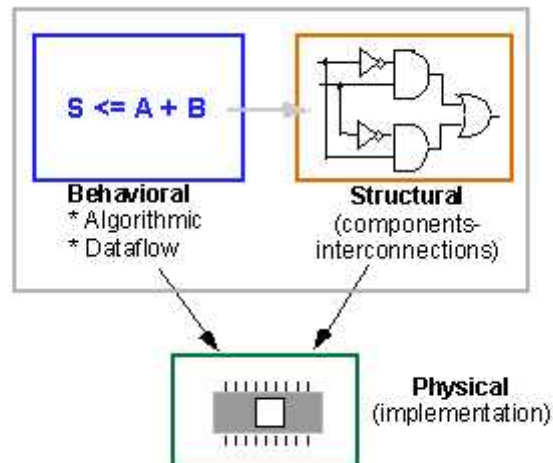 S <= A + B
Behavioral
* Algorithmic
* Dataflow
Structural
(components-
interconnections)
Physical
(implementation)